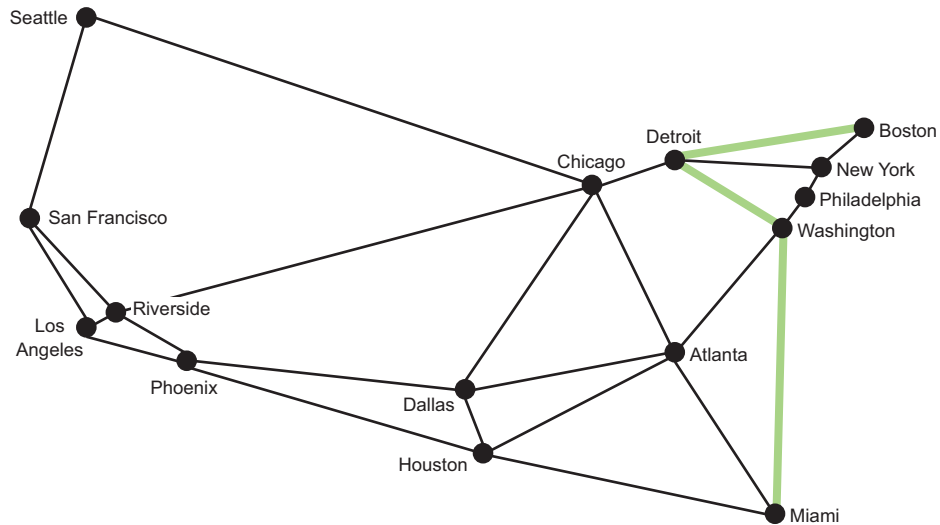 Seattle
Boston
Detroit
Chicago
New York
Philadelphia
San Francisco
Washington
Riverside
Los
Angeles
Atlanta
Phoenix
Dallas
Houston
Miami